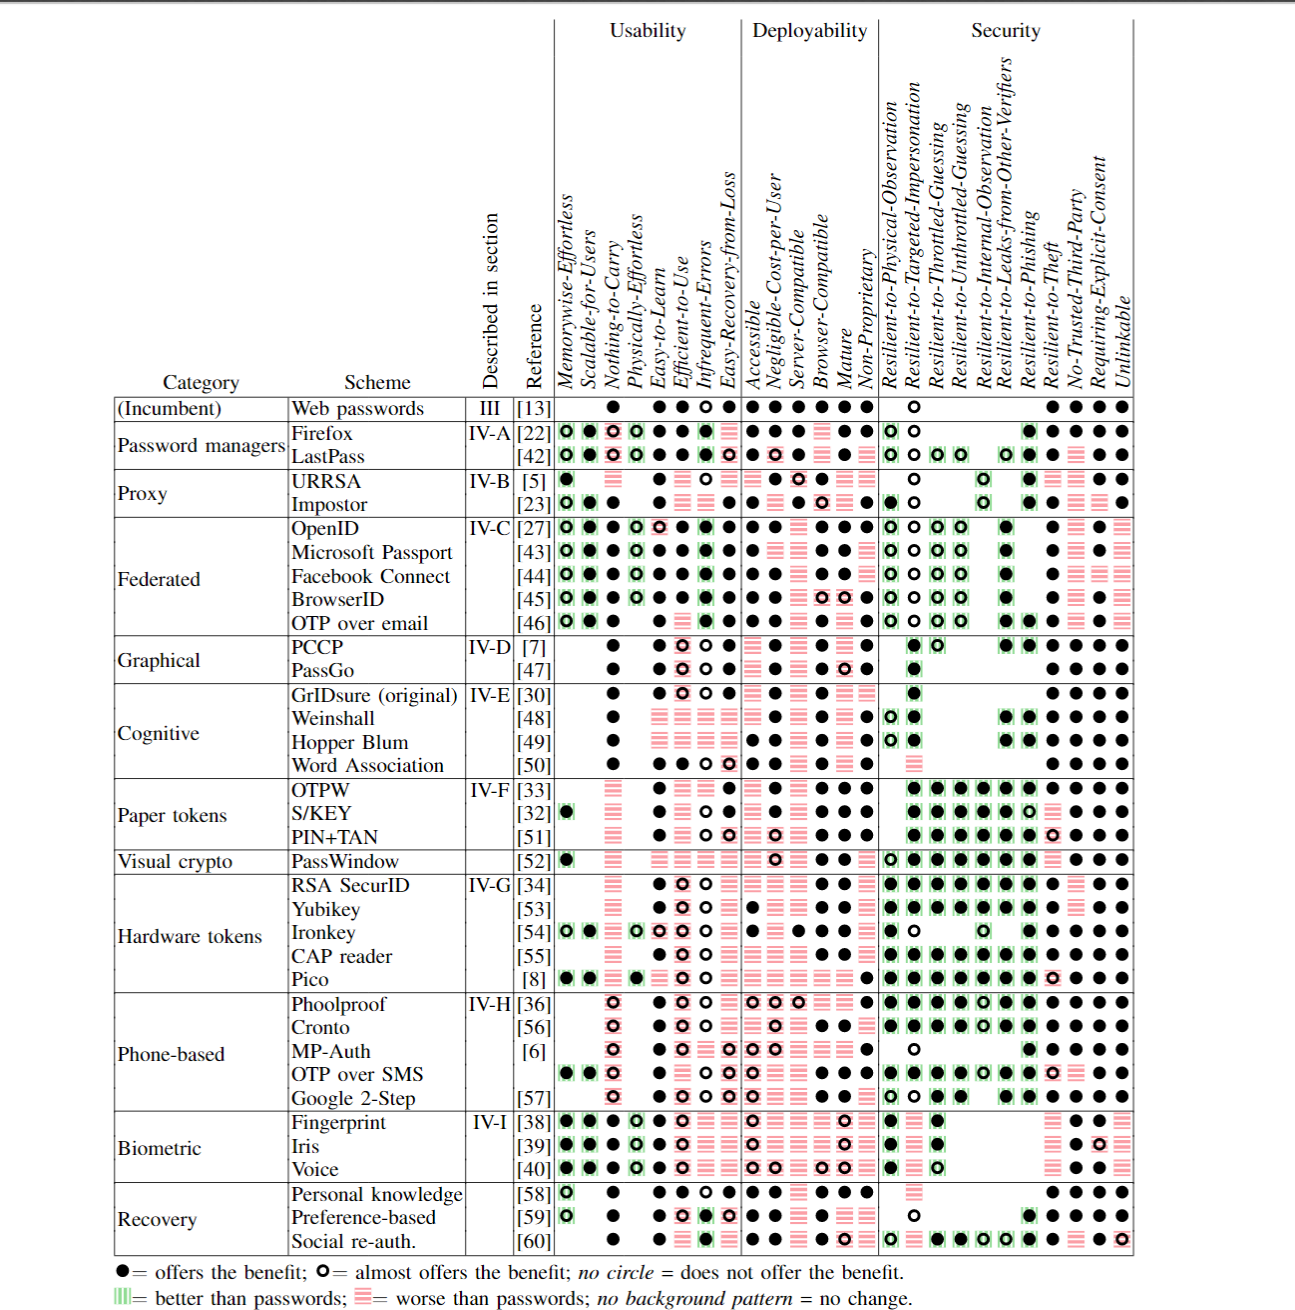 Usability Deployability Security
Category Scheme Described in section Reference Memorywise-Effortless Scalable-for-Users Nothing-to-Carry Physically-Effortless Easy-to-Learn Efficient-to-Use Infrequent-Errors Easy-Recovery-from-Loss Accessible Negligible-Cost-per-User Server-Compatible Browser-Compatible Mature Non-Proprietary Resilient-to-Physical-Observation Resilient-to-Targeted-Impersonation Resilient-to-Throttled-Guessing Resilient-to-Unthrottled-Guessing Resilient-to-Internal-Observation Resilient-to-Leaks-from-Other-Verifiers Resilient-to-Phishing Resilient-to-Theft No-Trusted-Third-Party Requiring-Explicit-Consent Unlinkable
(Incumbent) Web passwords III [13]
Password managers Firefox IV-A [22]
LastPass [42]
Proxy URRSA IV-B [5]
Impostor [23]
Federated OpenID IV-C [27]
Microsoft Passport [43]
Facebook Connect [44]
BrowserID [45]
OTP over email [46]
Graphical PCCP IV-D [7]
PassGo [47]
Cognitive GrIDsure (original) IV-E [30]
Weinshall [48]
Hopper Blum [49]
Word Association [50]
Paper tokens OTPW IV-F [33]
S/KEY [32]
PIN+TAN [51]
Visual crypto PassWindow [52]
Hardware tokens RSA SecurID IV-G [34]
Yubikey [53]
Ironkey [54]
CAP reader [55]
Pico [8]
Phone-based Phoolproof IV-H [36]
Cronto [56]
MP-Auth [6]
OTP over SMS
Google 2-Step [57]
Biometric Fingerprint IV-I [38]
Iris [39]
Voice [40]
Recovery Personal knowledge [58]
Preference-based [59]
Social re-auth. [60]
●= offers the benefit; ○= almost offers the benefit; no circle = does not offer the benefit.
= better than passwords; = worse than passwords; no background pattern = no change.